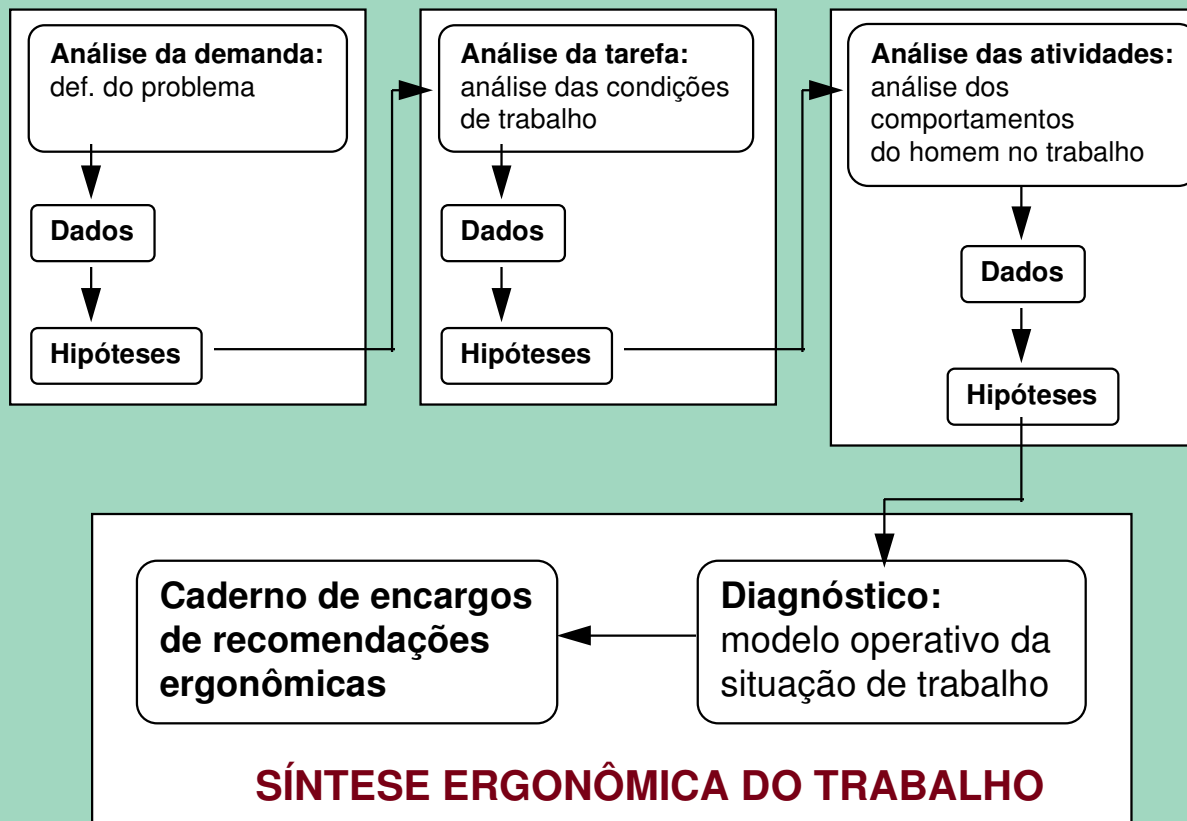 Análise da demanda:
def. do problema
Dados
Hipóteses
Análise da tarefa:
análise das condições
de trabalho
Dados
Hipóteses
Análise das atividades:
análise dos
comportamentos
do homem no trabalho
Dados
Hipóteses
Caderno de encargos
de recomendações
ergonômicas
Diagnóstico:
modelo operativo da
situação de trabalho
SÍNTESE ERGONÔMICA DO TRABALHO